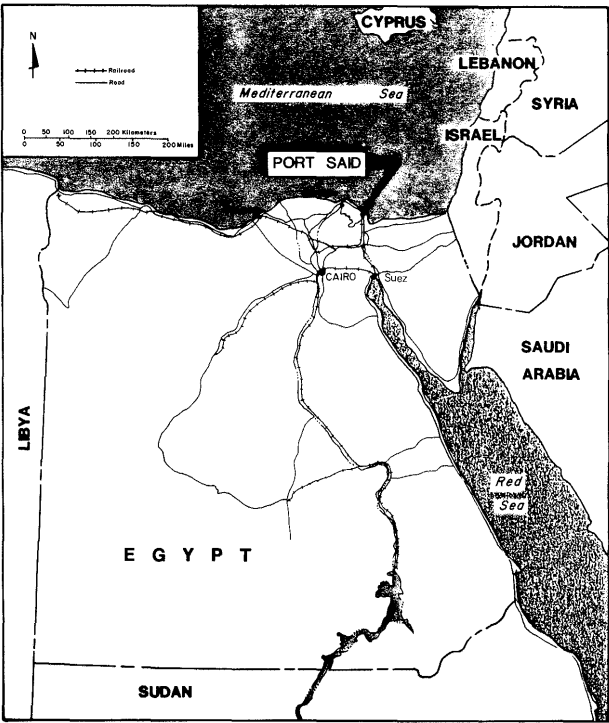 CYPRUS
N
LEBANON
Railroad
Road
Mediterranean Sea
SYRIA
0 50 100 150 200 Kilometers
0 50 100 150 200 Miles
ISRAEL
PORT SAID
JORDAN
CAIRO
Suez
SAUDI
ARABIA
LIBYA
Red
Sea
EGYPT
SUDAN